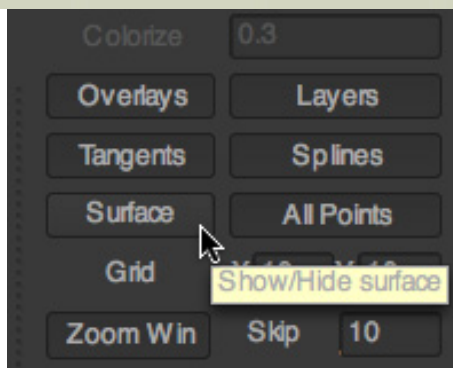 Colorize 0.3
Overlays Layers
Tangents Splines
Surface All Points
Grid
Show/Hide surface
Zoom Win Skip 10